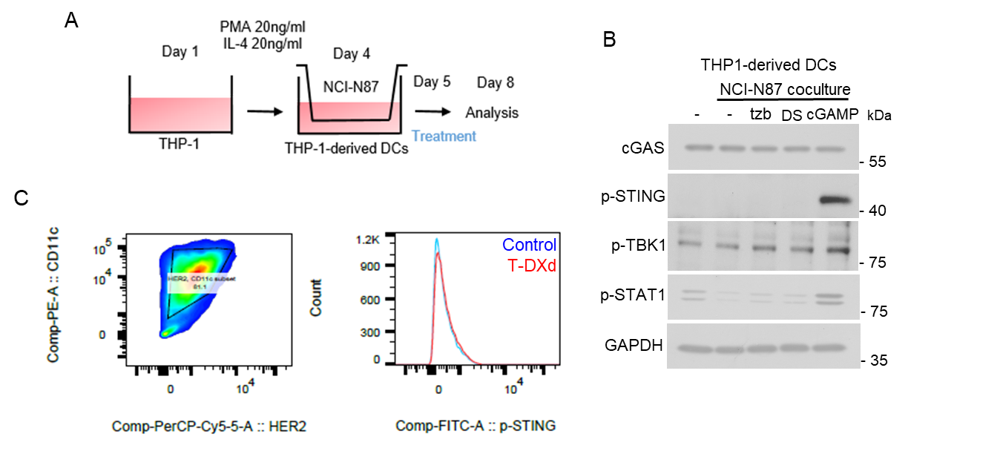 A
PMA 20ng/ml
IL-4 20ng/ml
Day 1
Day 4
Day 5
Day 8
NCI-N87
Analysis
Treatment
THP-1
THP-1-derived DCs
B
THP1-derived DCs
NCI-N87 coculture
- - tzb DS cGAMP kDa
cGAS
- 55
p-STING
- 40
p-TBK1
- 75
p-STAT1
- 75
GAPDH
- 35
C
Comp-PE-A :: CD11c
10^5
10^4
0
HER2, CD11c subset
81.1
0 10^4
Comp-PerCP-Cy5-5-A :: HER2
Count
1.2K
900
600
300
0
Control
T-DXd
0 10^4
Comp-FITC-A :: p-STING